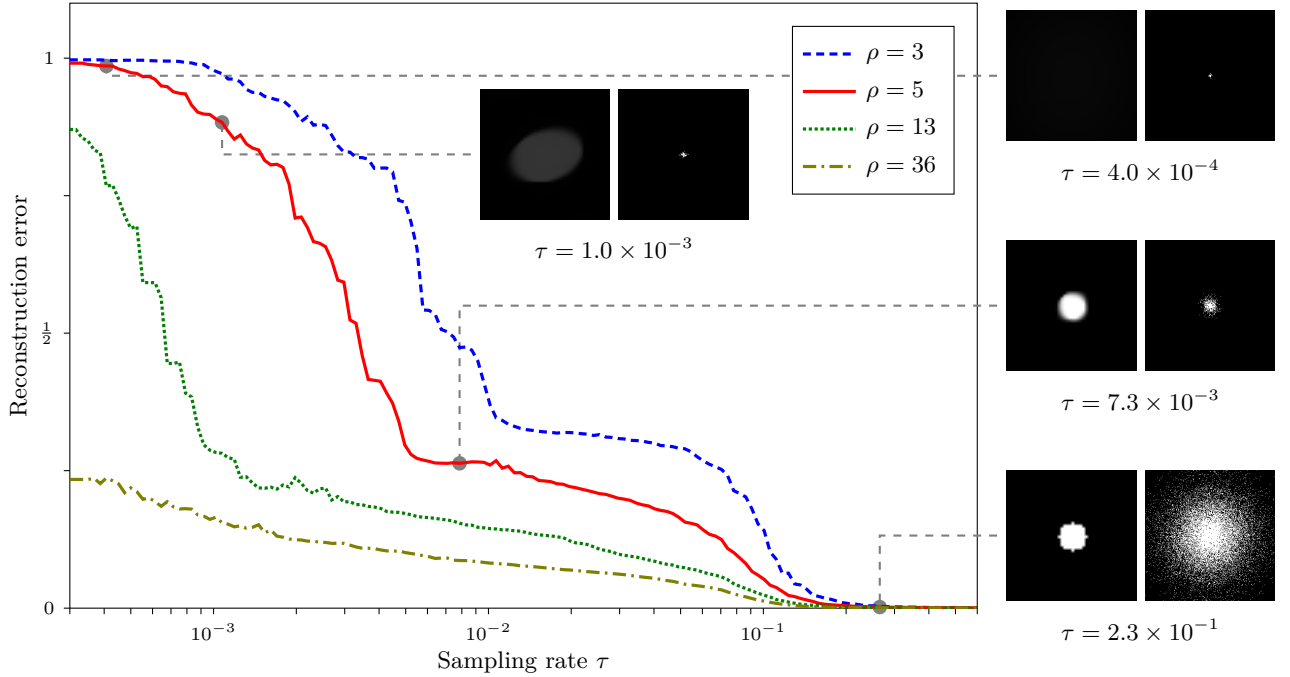 1
1/2
0
Reconstruction error
10⁻³
10⁻²
10⁻¹
Sampling rate τ
ρ = 3
ρ = 5
ρ = 13
ρ = 36
τ = 1.0 × 10⁻³
τ = 4.0 × 10⁻⁴
τ = 7.3 × 10⁻³
τ = 2.3 × 10⁻¹